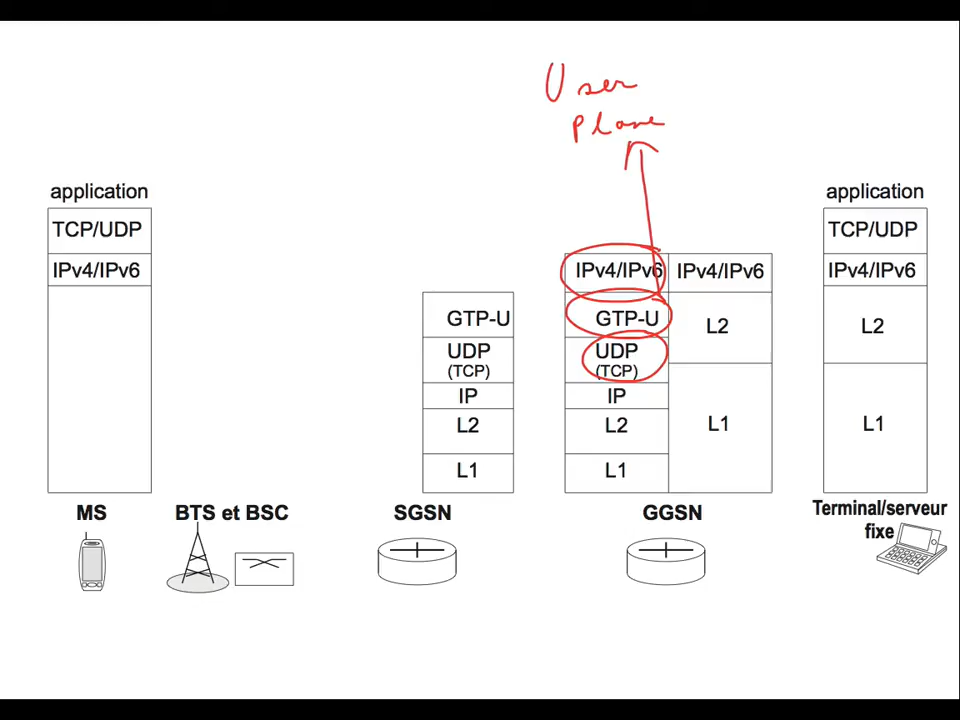 User
Plane
application
TCP/UDP
IPv4/IPv6
GTP-U
UDP
(TCP)
IP
L2
L1
IPv4/IPv6
GTP-U
UDP
(TCP)
IP
L2
L1
IPv4/IPv6
L2
L1
application
TCP/UDP
IPv4/IPv6
L2
L1
MS
BTS et BSC
SGSN
GGSN
Terminal/serveur
fixe